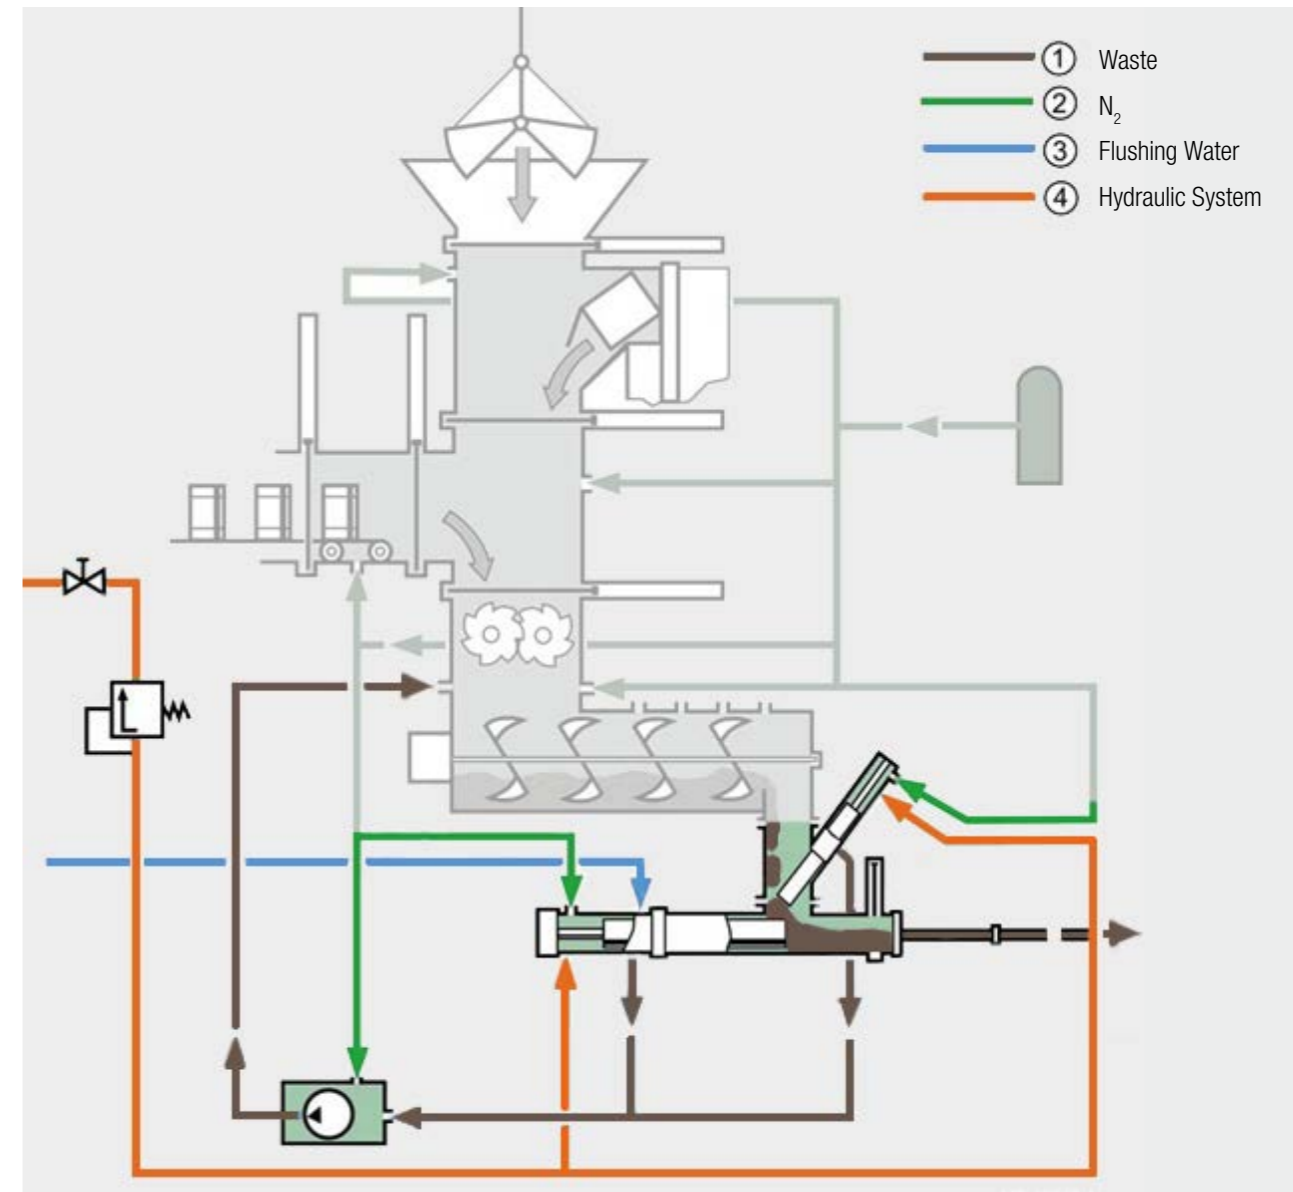 ① Waste
② N₂
③ Flushing Water
④ Hydraulic System